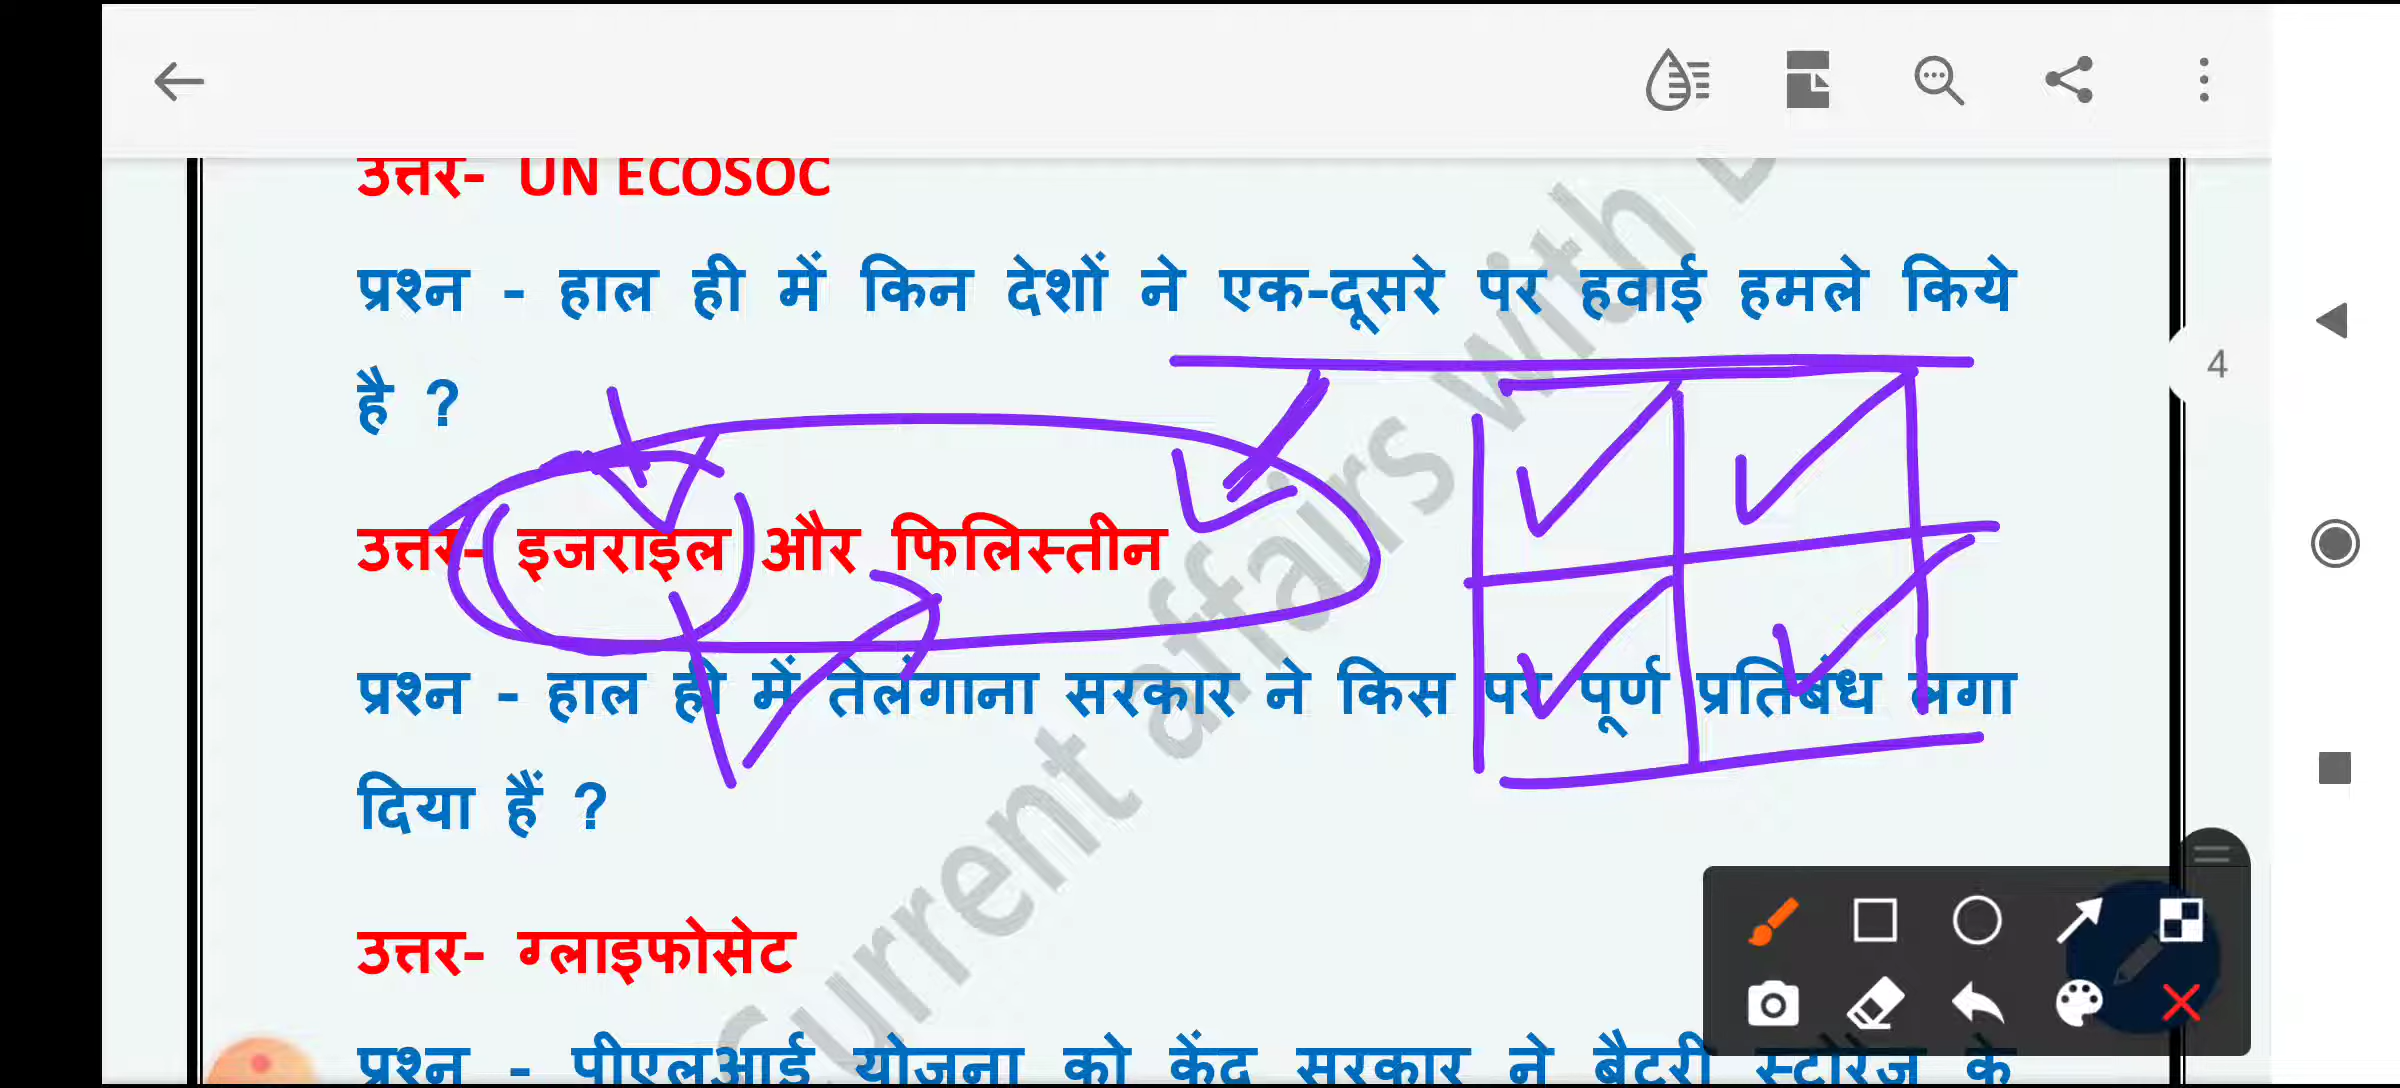 उत्तर- UN ECOSOC
प्रश्न - हाल ही में किन देशों ने एक-दूसरे पर हवाई हमले किये
है ?
4
उत्तर- इजराइल और फिलिस्तीन
प्रश्न - हाल ही में तेलंगाना सरकार ने किस पर पूर्ण प्रतिबंध लगा
दिया हैं ?
उत्तर- ग्लाइफोसेट
प्रश्न - पीएलआई योजना को केंद्र सरकार ने बैटरी स्टोरेज के
Current affairs with